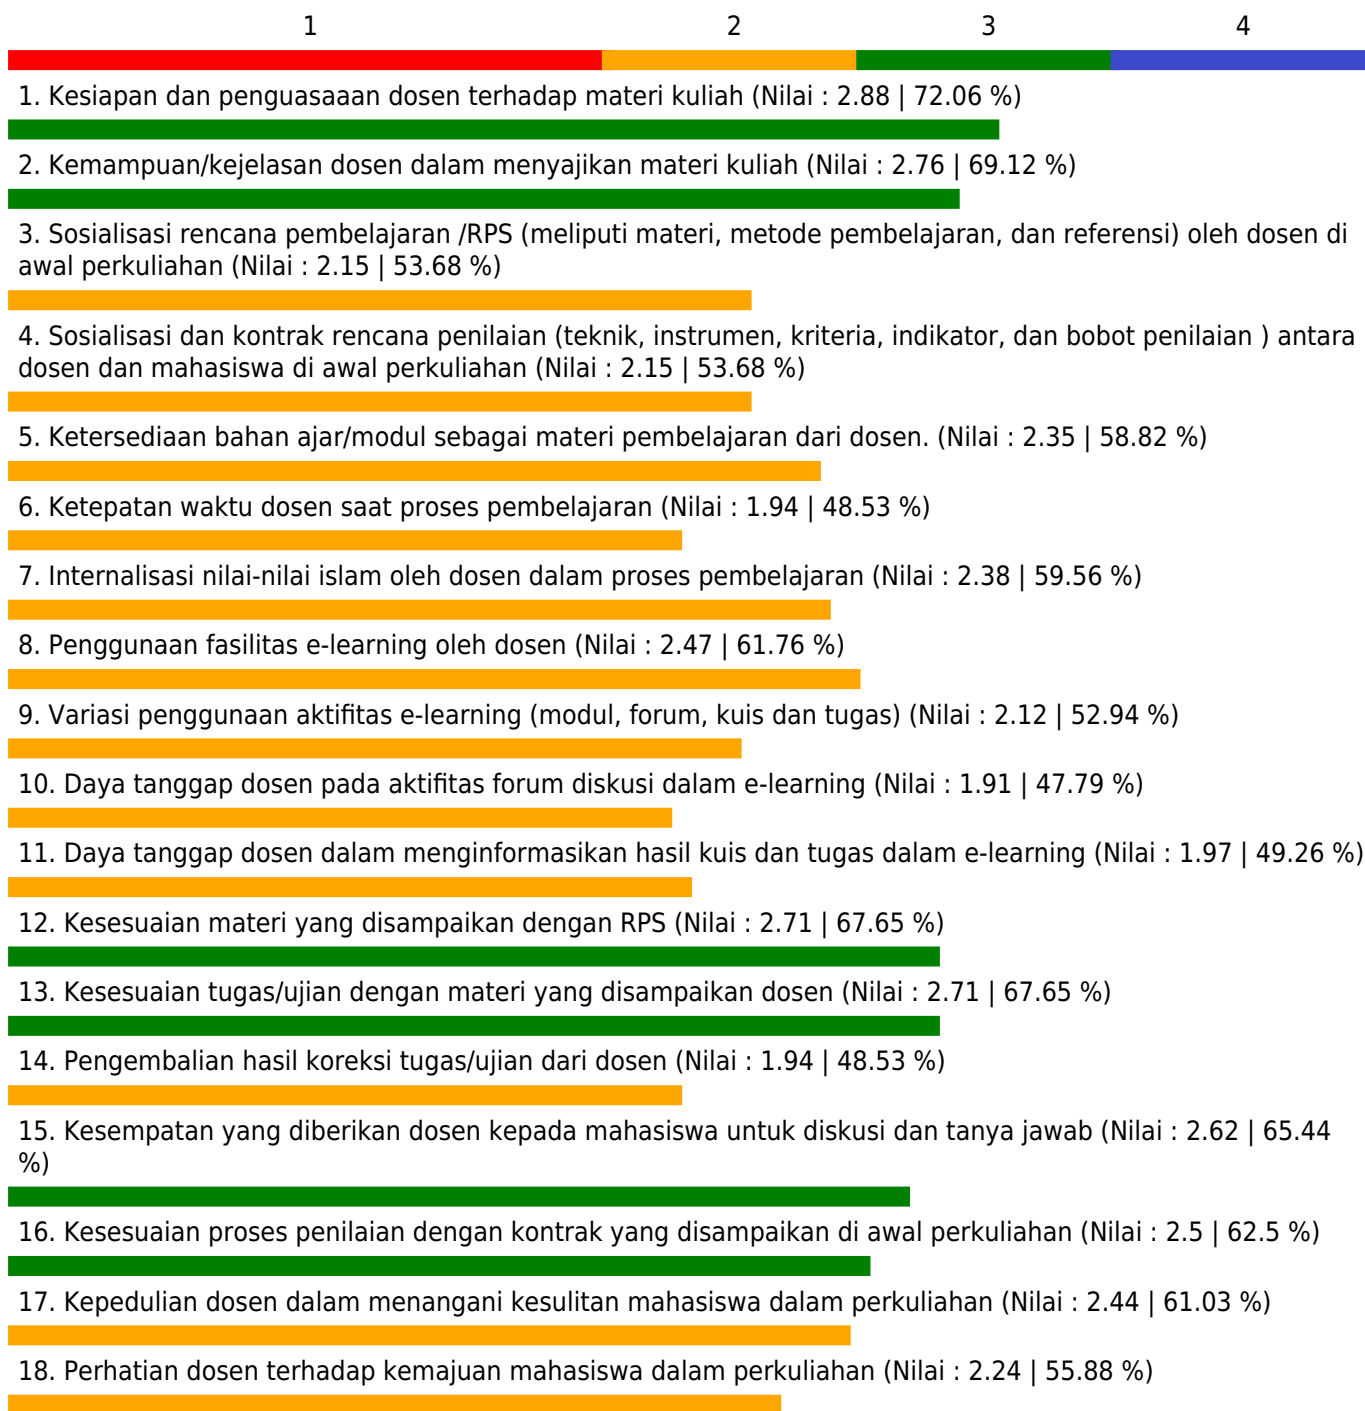 1 2 3 4
1. Kesiapan dan penguasaaan dosen terhadap materi kuliah (Nilai : 2.88 | 72.06 %)
2. Kemampuan/kejelasan dosen dalam menyajikan materi kuliah (Nilai : 2.76 | 69.12 %)
3. Sosialisasi rencana pembelajaran /RPS (meliputi materi, metode pembelajaran, dan referensi) oleh dosen di
awal perkuliahan (Nilai : 2.15 | 53.68 %)
4. Sosialisasi dan kontrak rencana penilaian (teknik, instrumen, kriteria, indikator, dan bobot penilaian ) antara
dosen dan mahasiswa di awal perkuliahan (Nilai : 2.15 | 53.68 %)
5. Ketersediaan bahan ajar/modul sebagai materi pembelajaran dari dosen. (Nilai : 2.35 | 58.82 %)
6. Ketepatan waktu dosen saat proses pembelajaran (Nilai : 1.94 | 48.53 %)
7. Internalisasi nilai-nilai islam oleh dosen dalam proses pembelajaran (Nilai : 2.38 | 59.56 %)
8. Penggunaan fasilitas e-learning oleh dosen (Nilai : 2.47 | 61.76 %)
9. Variasi penggunaan aktifitas e-learning (modul, forum, kuis dan tugas) (Nilai : 2.12 | 52.94 %)
10. Daya tanggap dosen pada aktifitas forum diskusi dalam e-learning (Nilai : 1.91 | 47.79 %)
11. Daya tanggap dosen dalam menginformasikan hasil kuis dan tugas dalam e-learning (Nilai : 1.97 | 49.26 %)
12. Kesesuaian materi yang disampaikan dengan RPS (Nilai : 2.71 | 67.65 %)
13. Kesesuaian tugas/ujian dengan materi yang disampaikan dosen (Nilai : 2.71 | 67.65 %)
14. Pengembalian hasil koreksi tugas/ujian dari dosen (Nilai : 1.94 | 48.53 %)
15. Kesempatan yang diberikan dosen kepada mahasiswa untuk diskusi dan tanya jawab (Nilai : 2.62 | 65.44
%)
16. Kesesuaian proses penilaian dengan kontrak yang disampaikan di awal perkuliahan (Nilai : 2.5 | 62.5 %)
17. Kepedulian dosen dalam menangani kesulitan mahasiswa dalam perkuliahan (Nilai : 2.44 | 61.03 %)
18. Perhatian dosen terhadap kemajuan mahasiswa dalam perkuliahan (Nilai : 2.24 | 55.88 %)